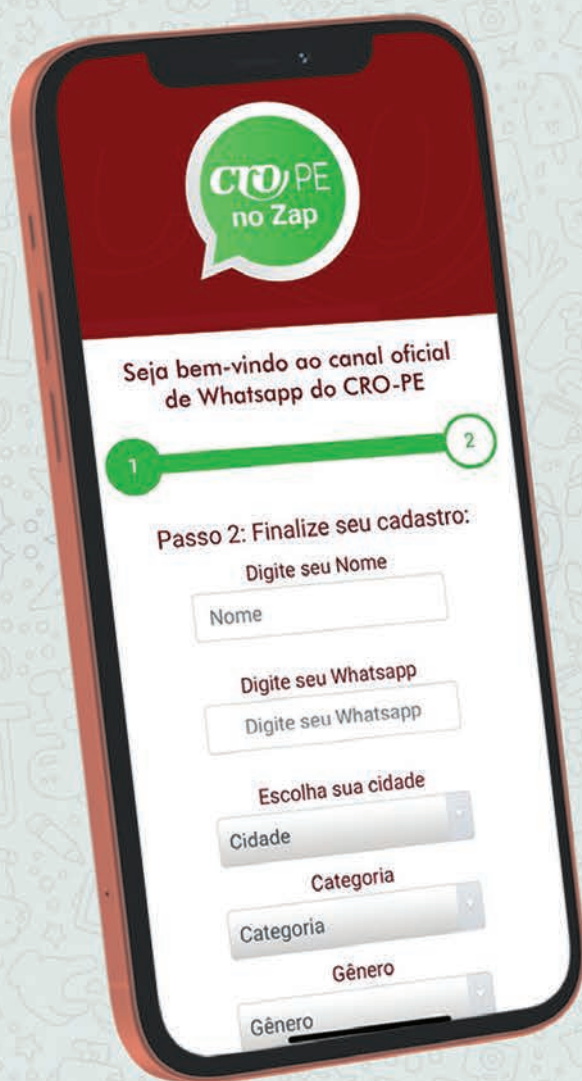 CRO PE
no Zap
Seja bem-vindo ao canal oficial
de Whatsapp do CRO-PE
1
2
Passo 2: Finalize seu cadastro:
Digite seu Nome
Nome
Digite seu Whatsapp
Digite seu Whatsapp
Escolha sua cidade
Cidade
Categoria
Categoria
Gênero
Gênero